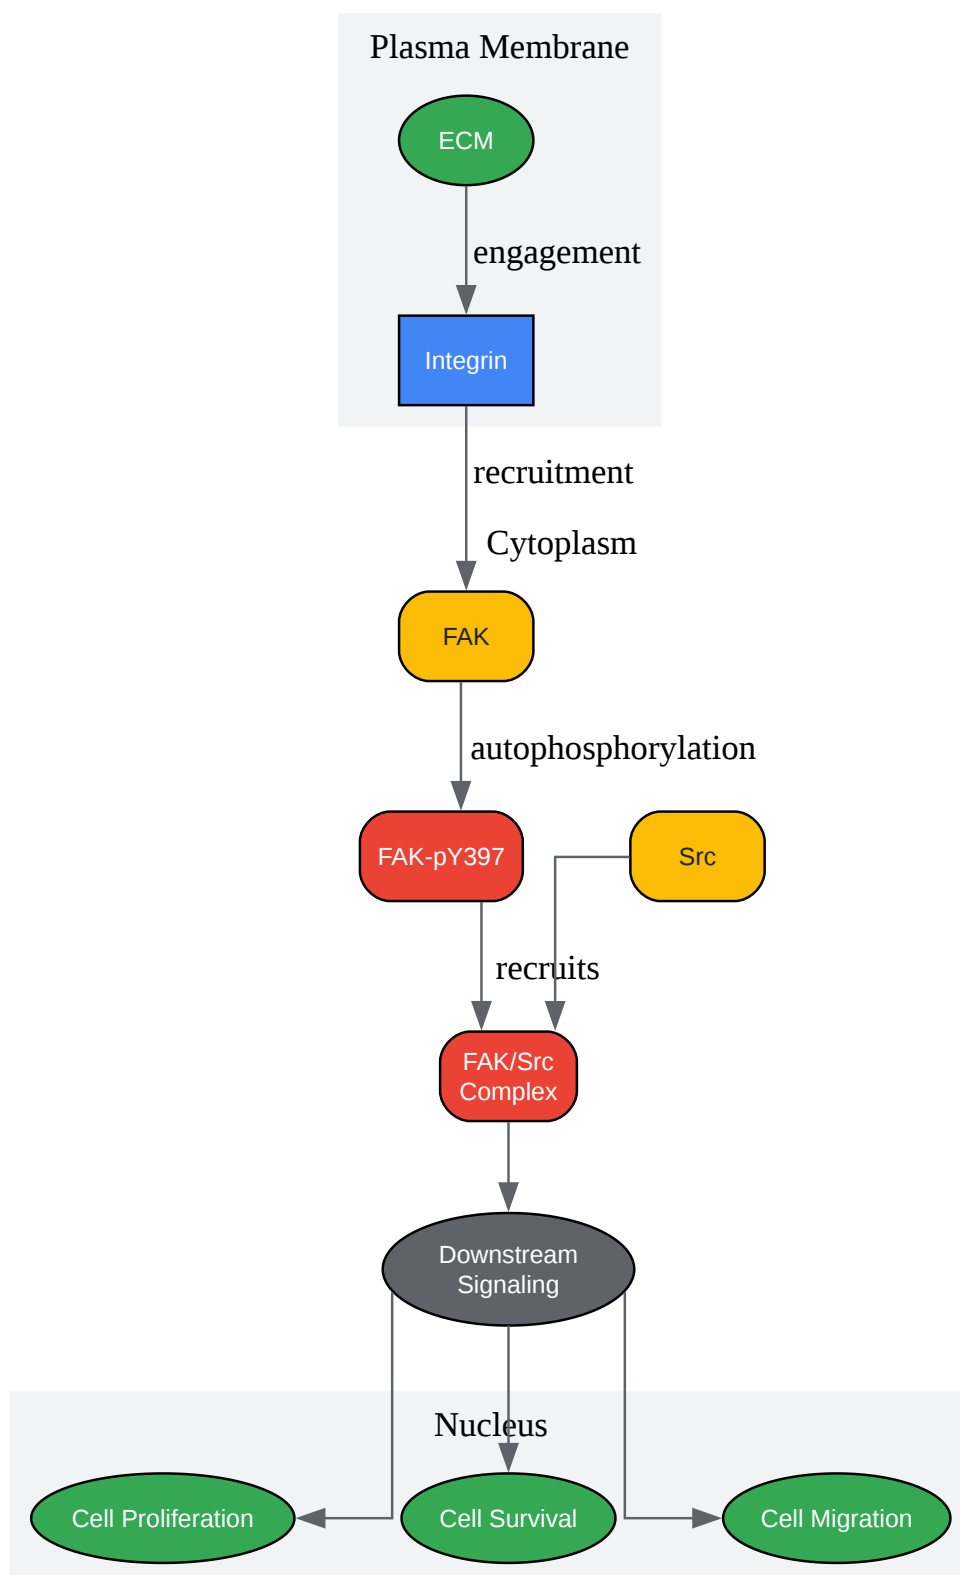 Plasma Membrane
ECM
engagement
Integrin
recruitment
Cytoplasm
FAK
autophosphorylation
FAK-pY397
Src
recruits
FAK/Src
Complex
Downstream
Signaling
Nucleus
Cell Proliferation
Cell Survival
Cell Migration